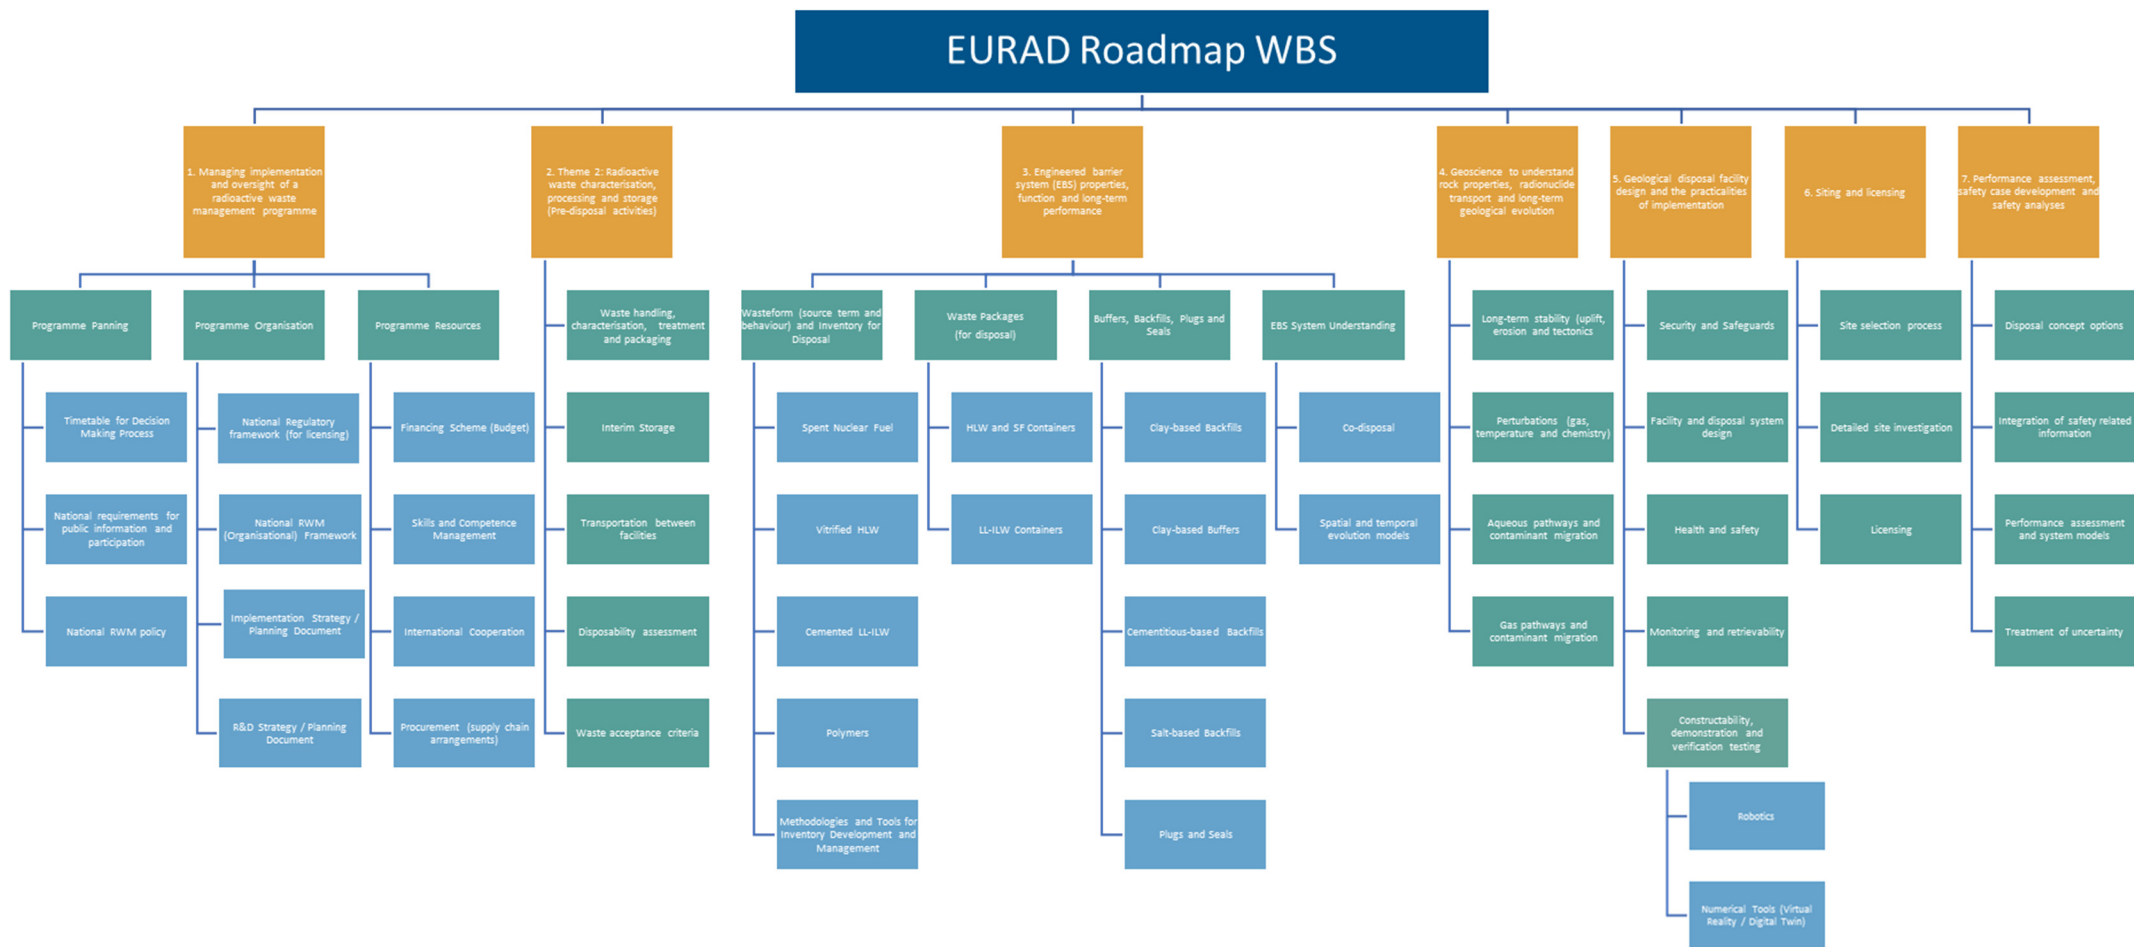 EURAD Roadmap WBS
1. Managing implementation
and oversight of a
radioactive waste
management programme
2. Theme 2: Radioactive
waste characterisation,
processing and storage
(Pre-disposal activities)
3. Engineered barrier
system (EBS) properties,
function and long-term
performance
4. Geoscience to understand
rock properties, radionuclide
transport and long-term
geological evolution
5. Geological disposal facility
design and the practicalities
of implementation
6. Siting and licensing
7. Performance assessment,
safety case development and
safety analyses
Programme Panning
Programme Organisation
Programme Resources
Waste handling,
characterisation, treatment
and packaging
Wasteform (source term and
behaviour) and Inventory for
Disposal
Waste Packages
(for disposal)
Buffers, Backfills, Plugs and
Seals
EBS System Understanding
Long-term stability (uplift,
erosion and tectonics
Security and Safeguards
Site selection process
Disposal concept options
Timetable for Decision
Making Process
National Regulatory
framework (for licensing)
Financing Scheme (Budget)
Interim Storage
Spent Nuclear Fuel
HLW and SF Containers
Clay-based Backfills
Co-disposal
Perturbations (gas,
temperature and chemistry)
Facility and disposal system
design
Detailed site investigation
Integration of safety related
information
National requirements for
public information and
participation
National RWM
(Organisational) Framework
Skills and Competence
Management
Transportation between
facilities
Vitrified HLW
LL-ILW Containers
Clay-based Buffers
Spatial and temporal
evolution models
Aqueous pathways and
contaminant migration
Health and safety
Licensing
Performance assessment
and system models
National RWM policy
Implementation Strategy /
Planning Document
International Cooperation
Disposability assessment
Cemented LL-ILW
Cementitious-based Backfills
Gas pathways and
contaminant migration
Monitoring and retrievability
Treatment of uncertainty
R&D Strategy / Planning
Document
Procurement (supply chain
arrangements)
Waste acceptance criteria
Polymers
Salt-based Backfills
Constructability,
demonstration and
verification testing
Methodologies and Tools for
Inventory Development and
Management
Plugs and Seals
Robotics
Numerical Tools (Virtual
Reality / Digital Twin)